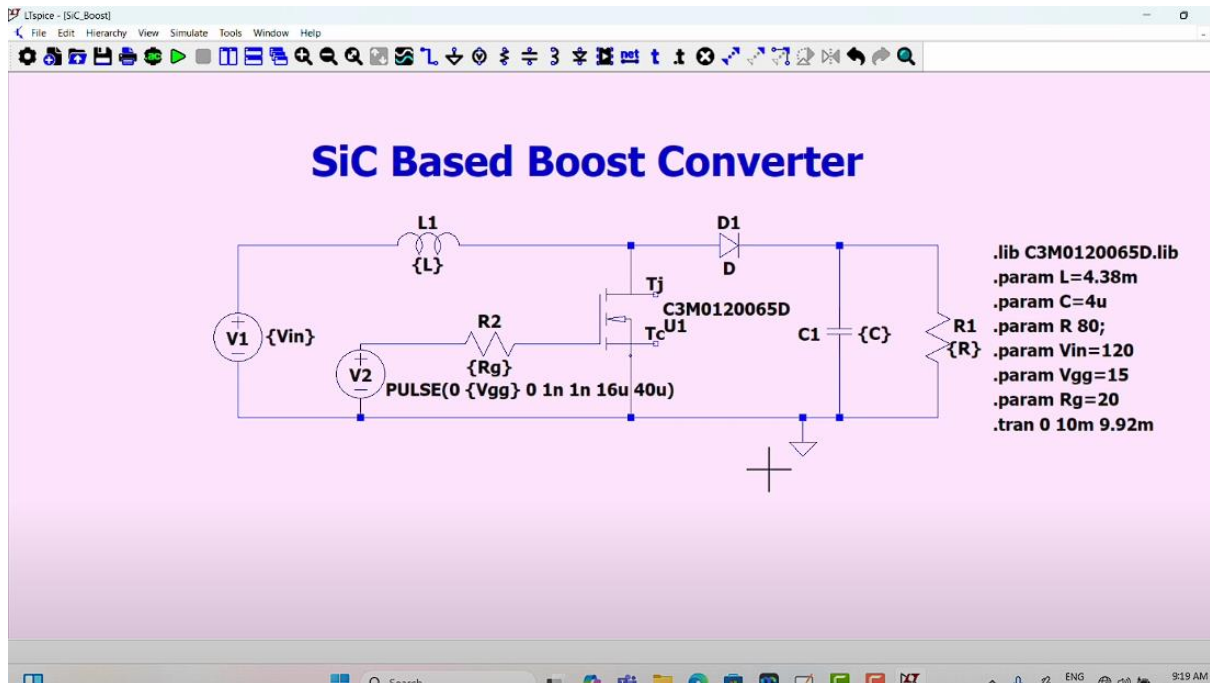 LTspice - [SiC_Boost]
File Edit Hierarchy View Simulate Tools Window Help
SiC Based Boost Converter
L1
{L}
D1
D
Tj
C3M0120065D
U1
Tc
R2
{Rg}
V1
{Vin}
V2
PULSE(0 {Vgg} 0 1n 1n 16u 40u)
C1
{C}
R1
{R}
.lib C3M0120065D.lib
.param L=4.38m
.param C=4u
.param R 80;
.param Vin=120
.param Vgg=15
.param Rg=20
.tran 0 10m 9.92m
Search
ENG
9:19 AM